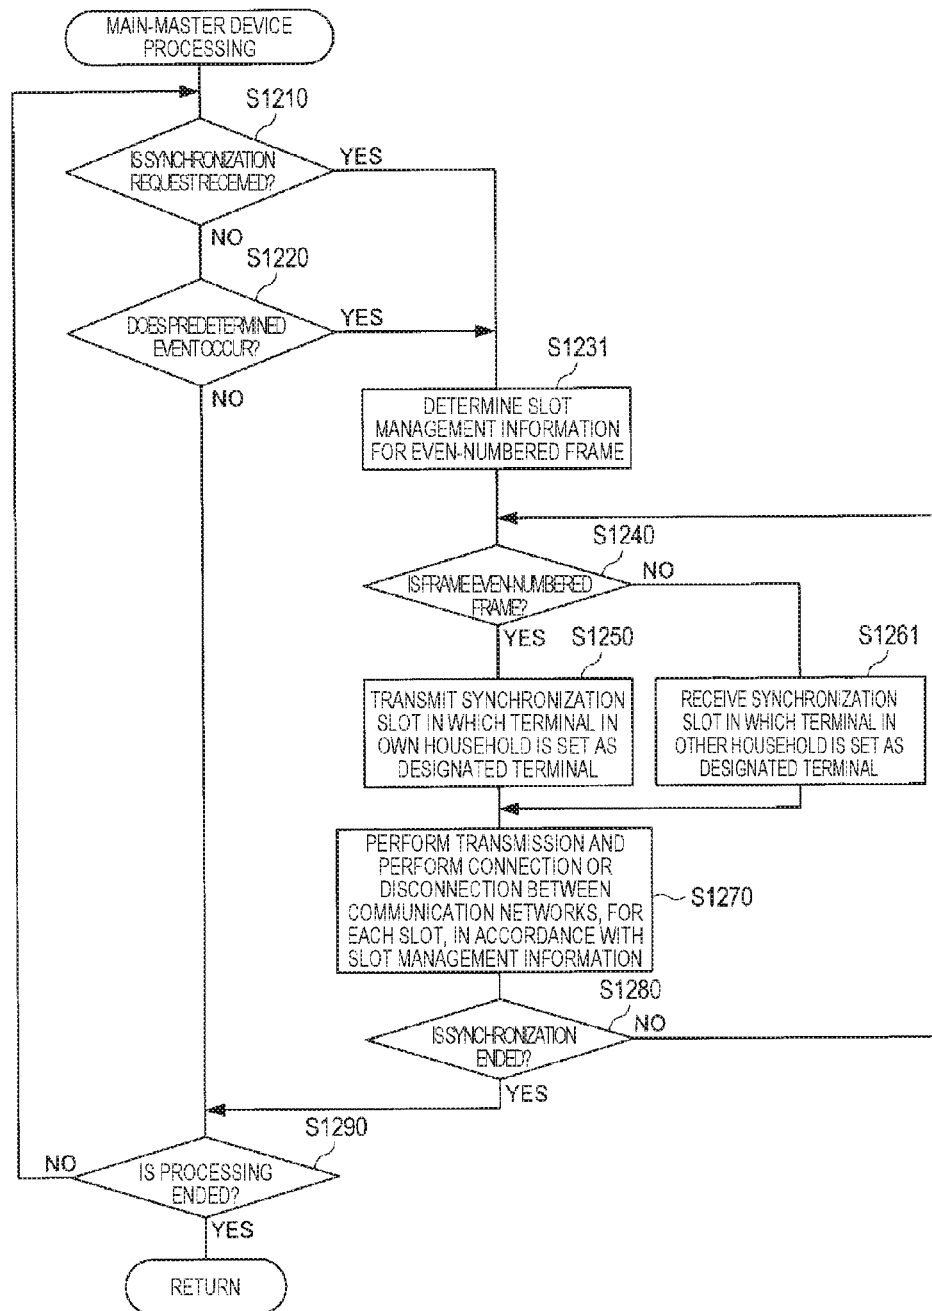 MAIN-MASTER DEVICE
PROCESSING
S1210
IS SYNCHRONIZATION
REQUEST RECEIVED?
YES
NO
S1220
DOES PREDETERMINED
EVENT OCCUR?
YES
NO
S1231
DETERMINE SLOT
MANAGEMENT INFORMATION
FOR EVEN-NUMBERED FRAME
S1240
IS FRAME EVEN-NUMBERED
FRAME?
NO
YES
S1250
TRANSMIT SYNCHRONIZATION
SLOT IN WHICH TERMINAL IN
OWN HOUSEHOLD IS SET AS
DESIGNATED TERMINAL
S1261
RECEIVE SYNCHRONIZATION
SLOT IN WHICH TERMINAL IN
OTHER HOUSEHOLD IS SET AS
DESIGNATED TERMINAL
PERFORM TRANSMISSION AND
PERFORM CONNECTION OR
DISCONNECTION BETWEEN
COMMUNICATION NETWORKS, FOR
EACH SLOT, IN ACCORDANCE WITH
SLOT MANAGEMENT INFORMATION
S1270
S1280
IS SYNCHRONIZATION
ENDED?
NO
YES
S1290
IS PROCESSING
ENDED?
NO
YES
RETURN